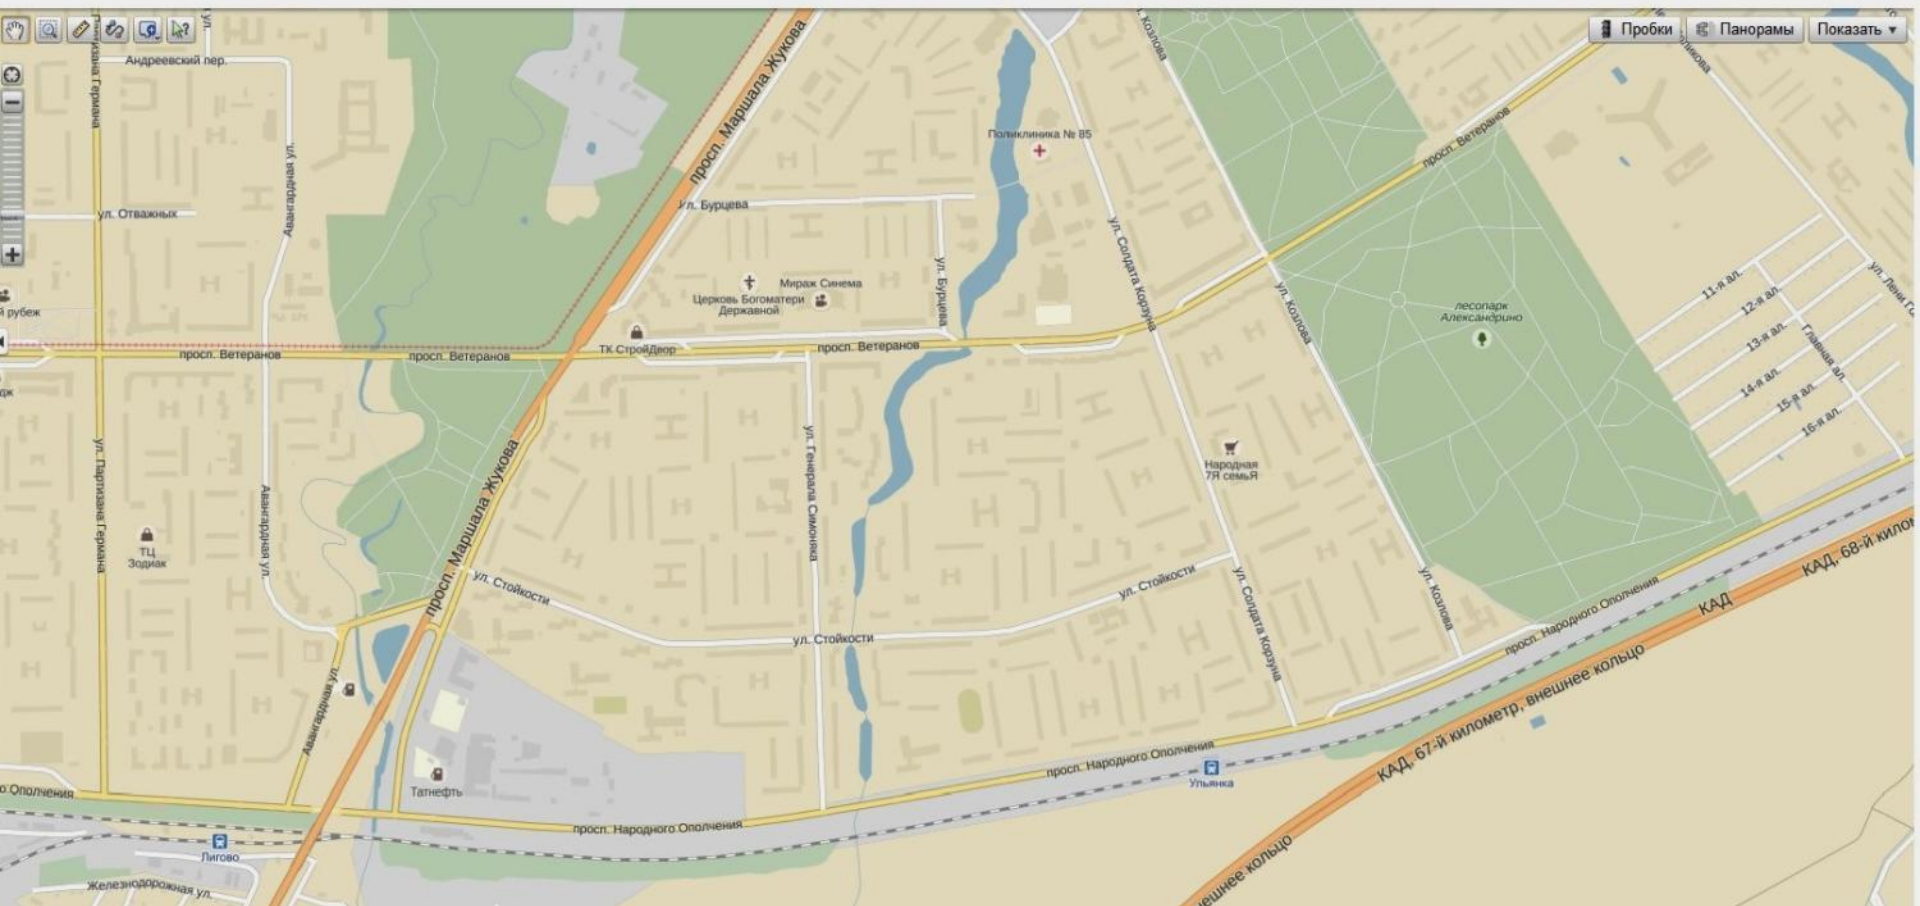 Пробки
Панорамы
Показать
Андреевский пер.
ул. Козлова
Поликлиника № 85
просп. Маршала Жукова
просп. Ветеранов
Авангардная ул.
ул. Отважных
ул. Бурцева
ул. Бурцева
ул. Солдата Корзуна
Мираж Синема
Церковь Богоматери
Державной
й рубеж
лесопарк
Александрино
11-я ал.
12-я ал.
13-я ал.
14-я ал.
15-я ал.
16-я ал.
Главная ал.
ул. Козлова
ТК СтройДвор
просп. Ветеранов
просп. Ветеранов
просп. Ветеранов
ул. Партизана Германа
ул. Генерала Симоняка
просп. Маршала Жукова
Народная
7Я семьЯ
Авангардная ул.
ТЦ
Зодиак
ул. Стойкости
ул. Стойкости
ул. Стойкости
ул. Солдата Корзуна
ул. Козлова
просп. Народного Ополчения
КАД, 68-й килом
КАД
КАД, 67-й километр, внешнее кольцо
Авангардная ул.
просп. Народного Ополчения
Ульянка
Татнефть
о Ополчения
просп. Народного Ополчения
Лигово
Железнодорожная ул.
ешнее кольцо